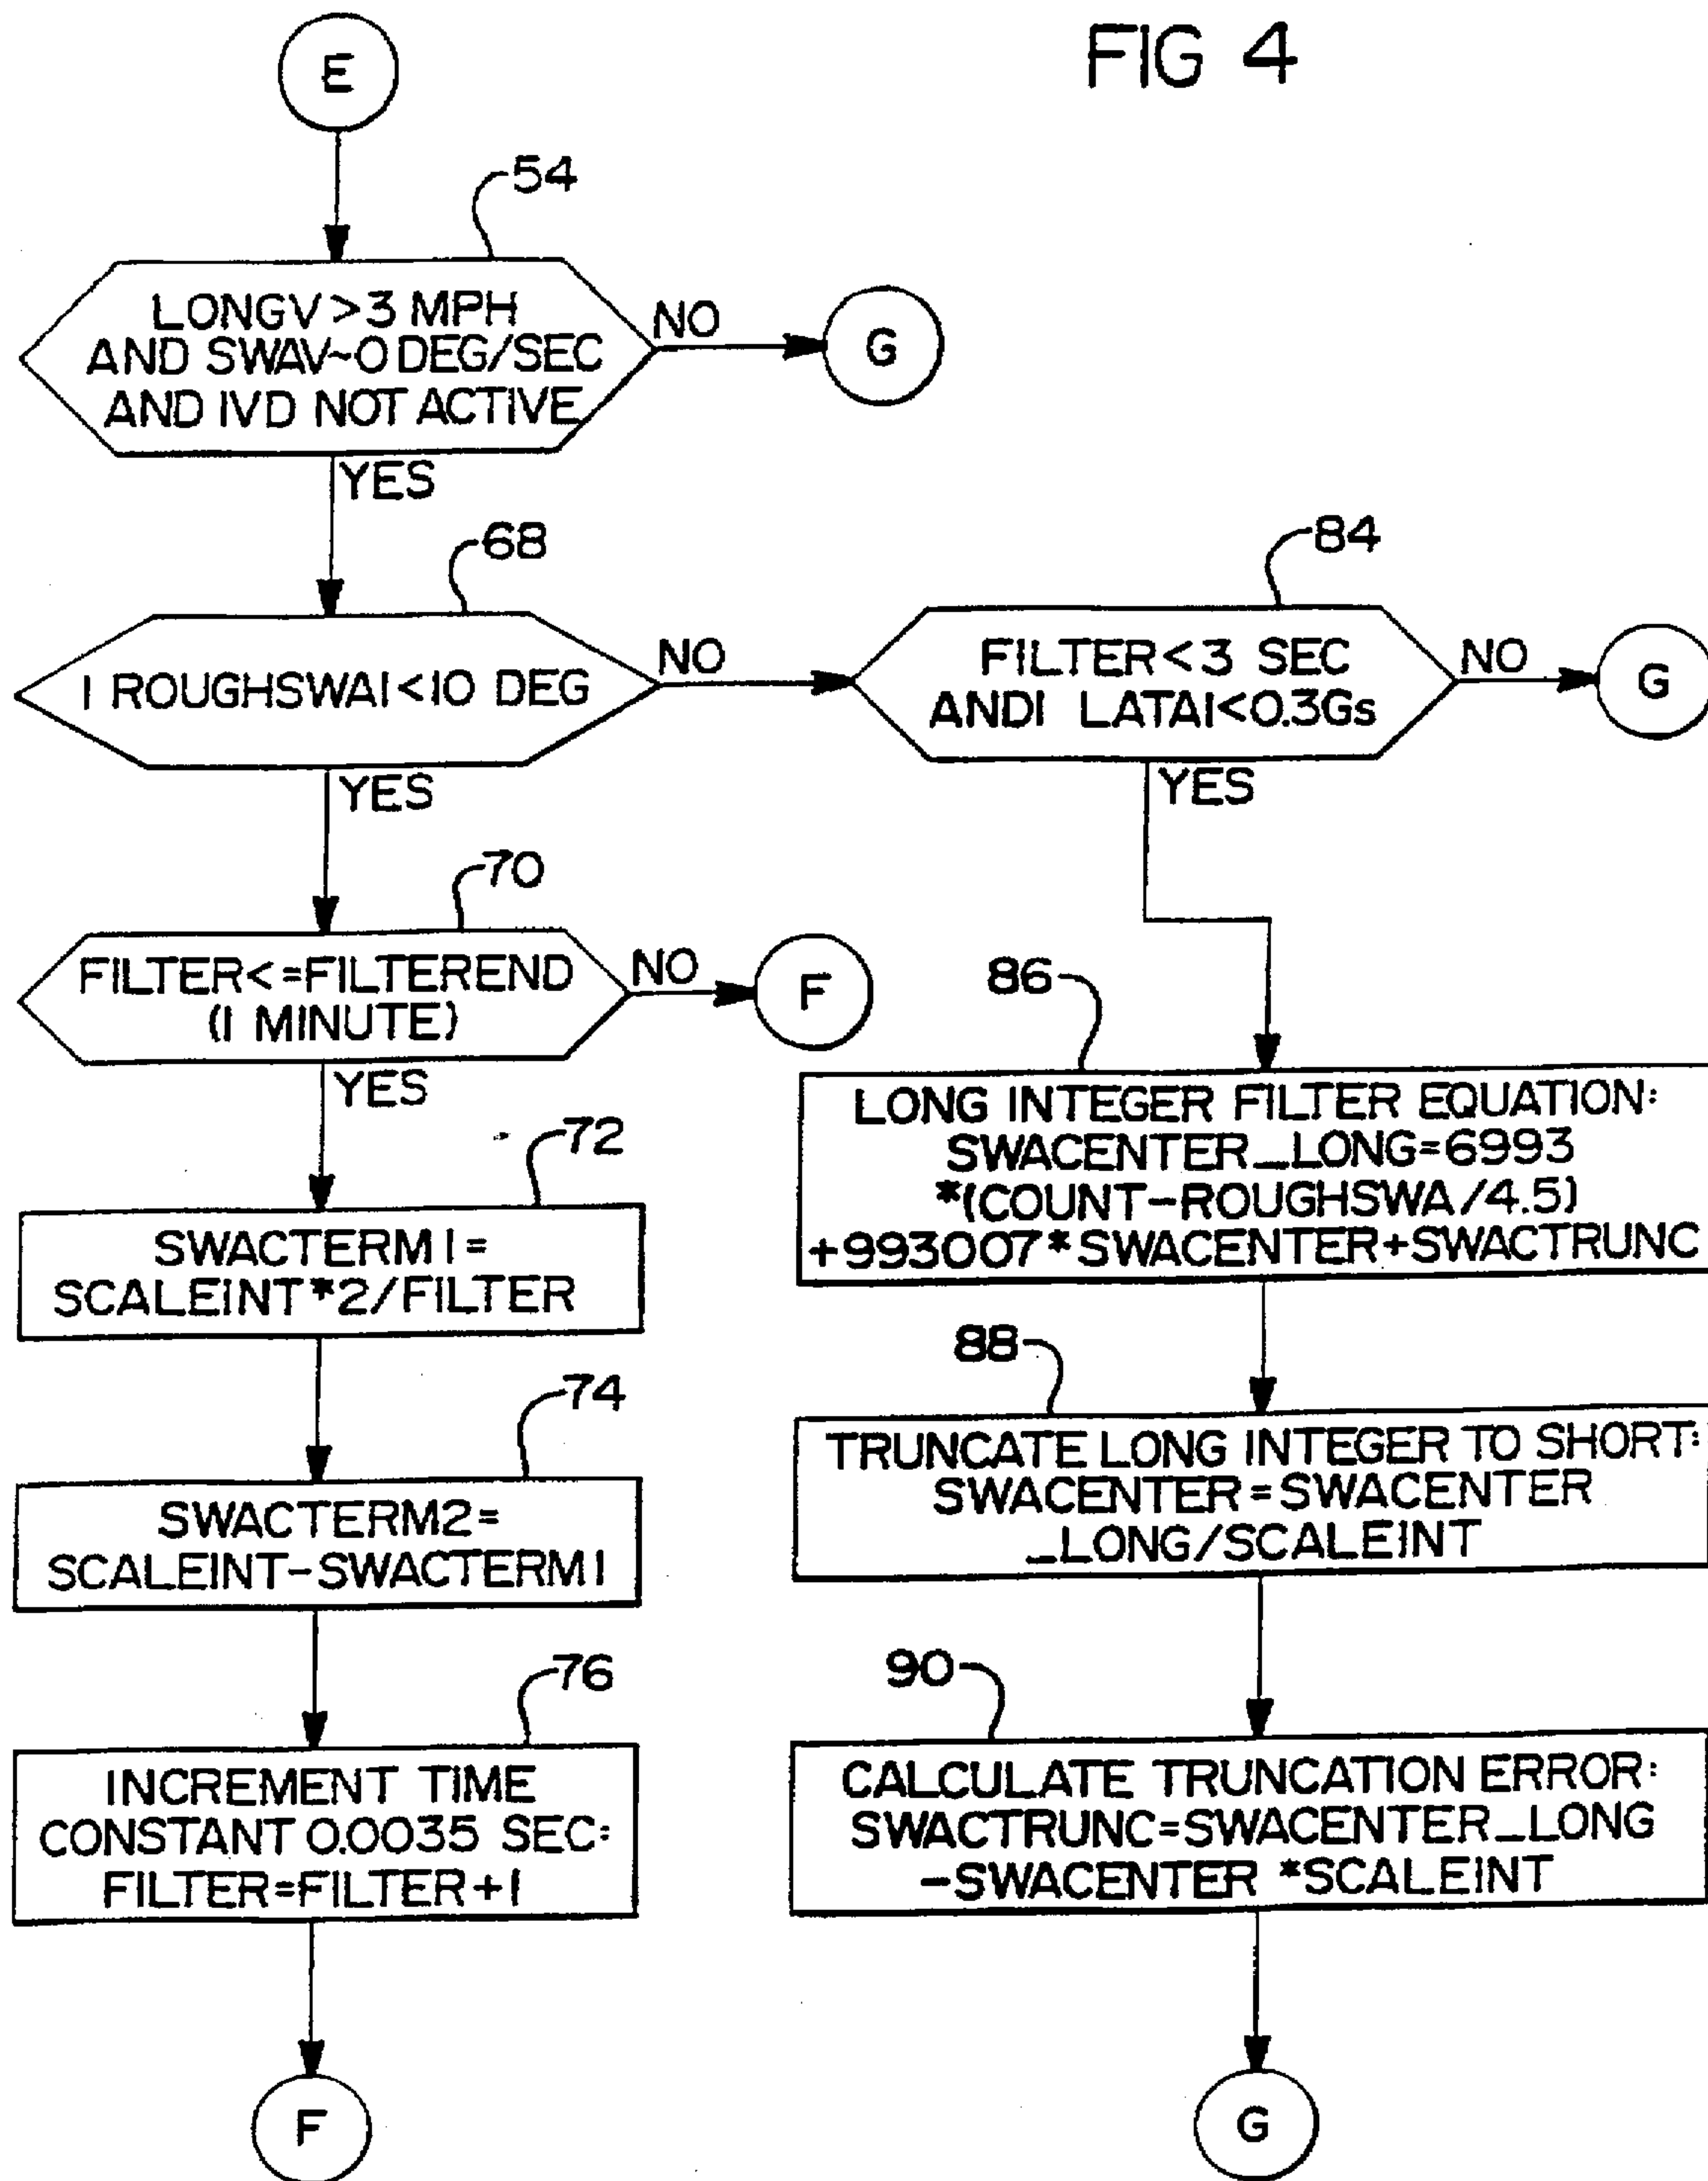 FIG 4
E
54
LONGV>3 MPH
AND SWAV~0 DEG/SEC
AND IVD NOT ACTIVE
NO
G
YES
68
| ROUGHSWA|<10 DEG
NO
84
FILTER<3 SEC
AND| LATA|<0.3Gs
NO
G
YES
YES
70
FILTER<=FILTEREND
(1 MINUTE)
NO
F
YES
72
SWACTERM1=
SCALEINT*2/FILTER
74
SWACTERM2=
SCALEINT-SWACTERM1
76
INCREMENT TIME
CONSTANT 0.0035 SEC:
FILTER=FILTER+1
F
86
LONG INTEGER FILTER EQUATION:
SWACENTER_LONG=6993
*(COUNT-ROUGHSWA/4.5)
+993007*SWACENTER+SWACTRUNC
88
TRUNCATE LONG INTEGER TO SHORT:
SWACENTER=SWACENTER
_LONG/SCALEINT
90
CALCULATE TRUNCATION ERROR:
SWACTRUNC=SWACENTER_LONG
-SWACENTER *SCALEINT
G